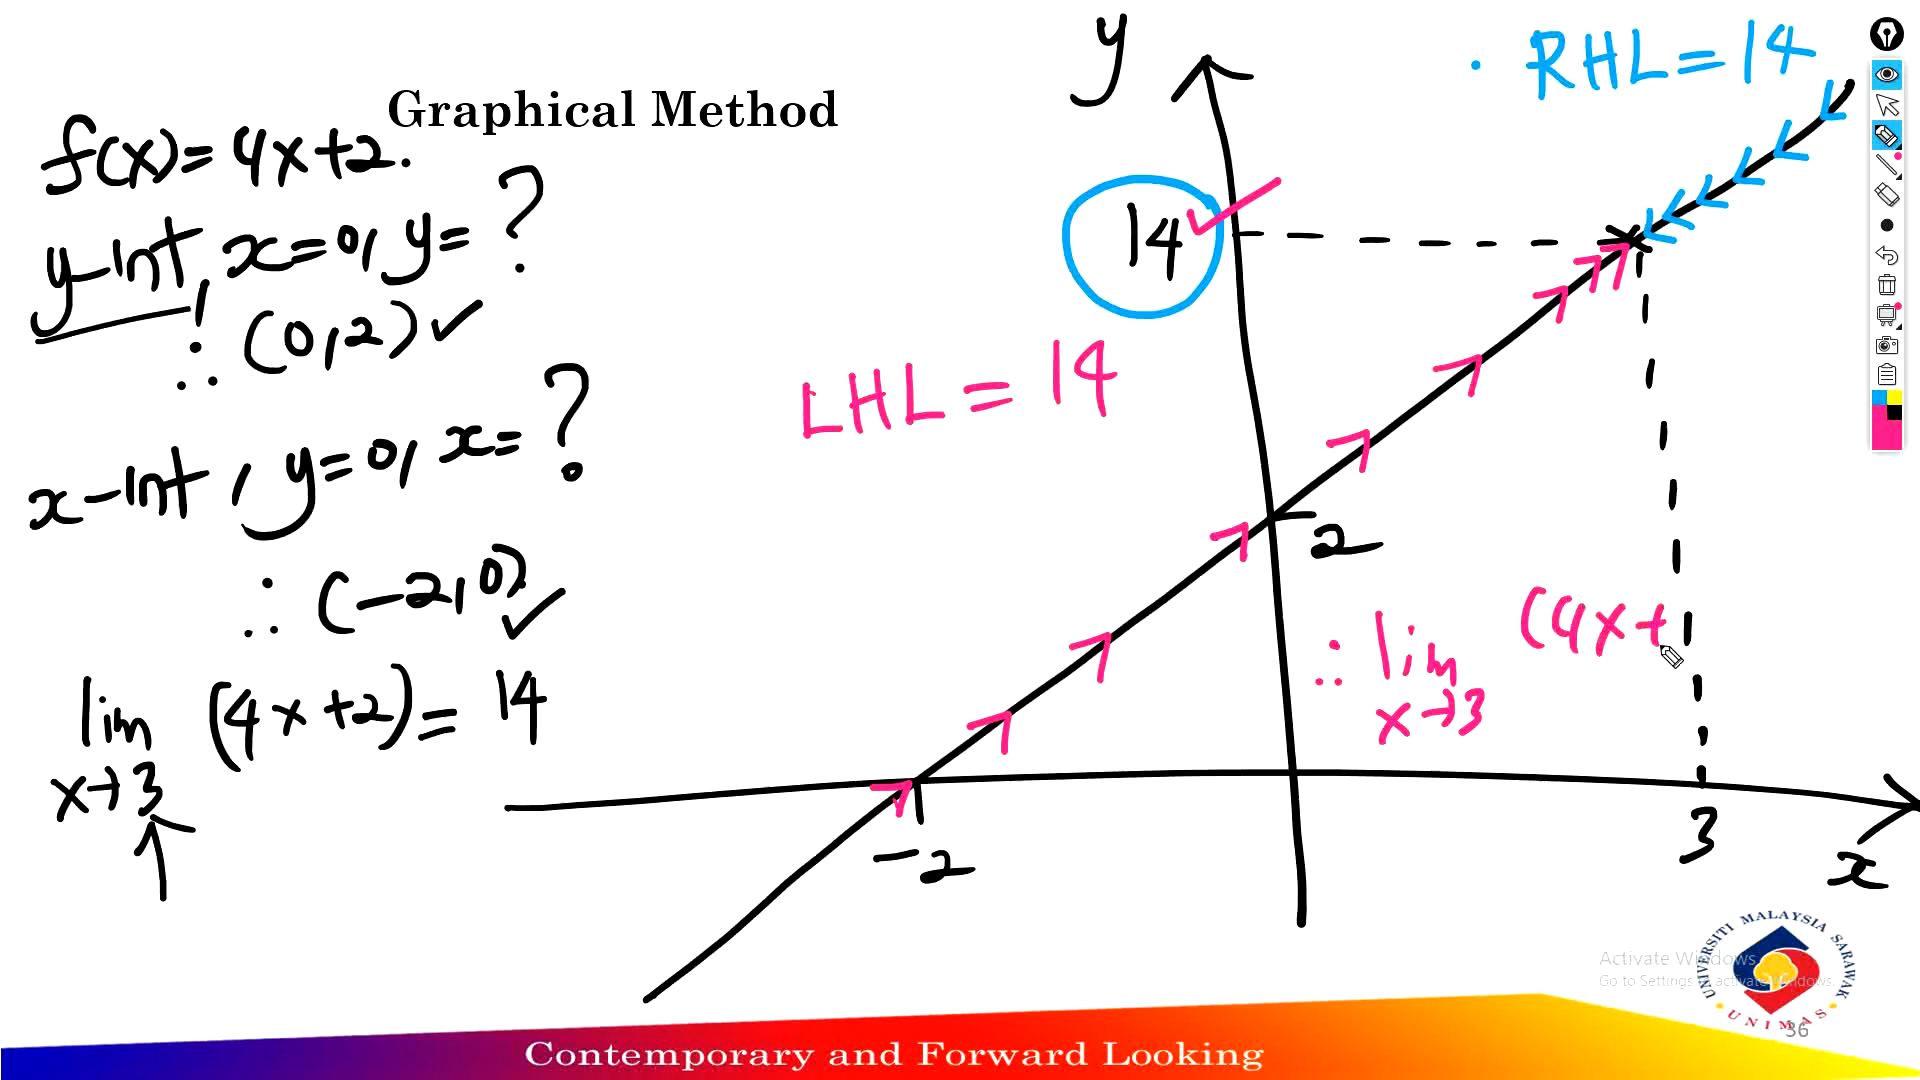 Graphical Method
f(x) = 4x + 2.
y-int, x = 0, y = ?
∴ (0, 2) ✓
x-int, y = 0, x = ?
∴ (-2, 0) ✓
lim (4x + 2) = 14
x→3
y
RHL = 14
14
LHL = 14
2
∴ lim (4x+
x→3
-2
3
x
UNIVERSITI MALAYSIA SARAWAK
UNIMAS
Activate Windows
Go to Settings to activate Windows.
36
Contemporary and Forward Looking